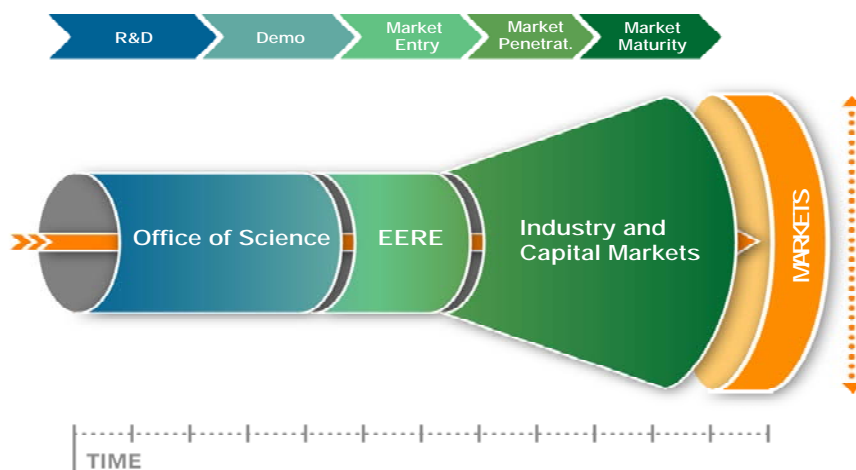 R&D
Demo
Market
Entry
Market
Penetrat.
Market
Maturity
Office of Science
EERE
Industry and
Capital Markets
MARKETS
TIME